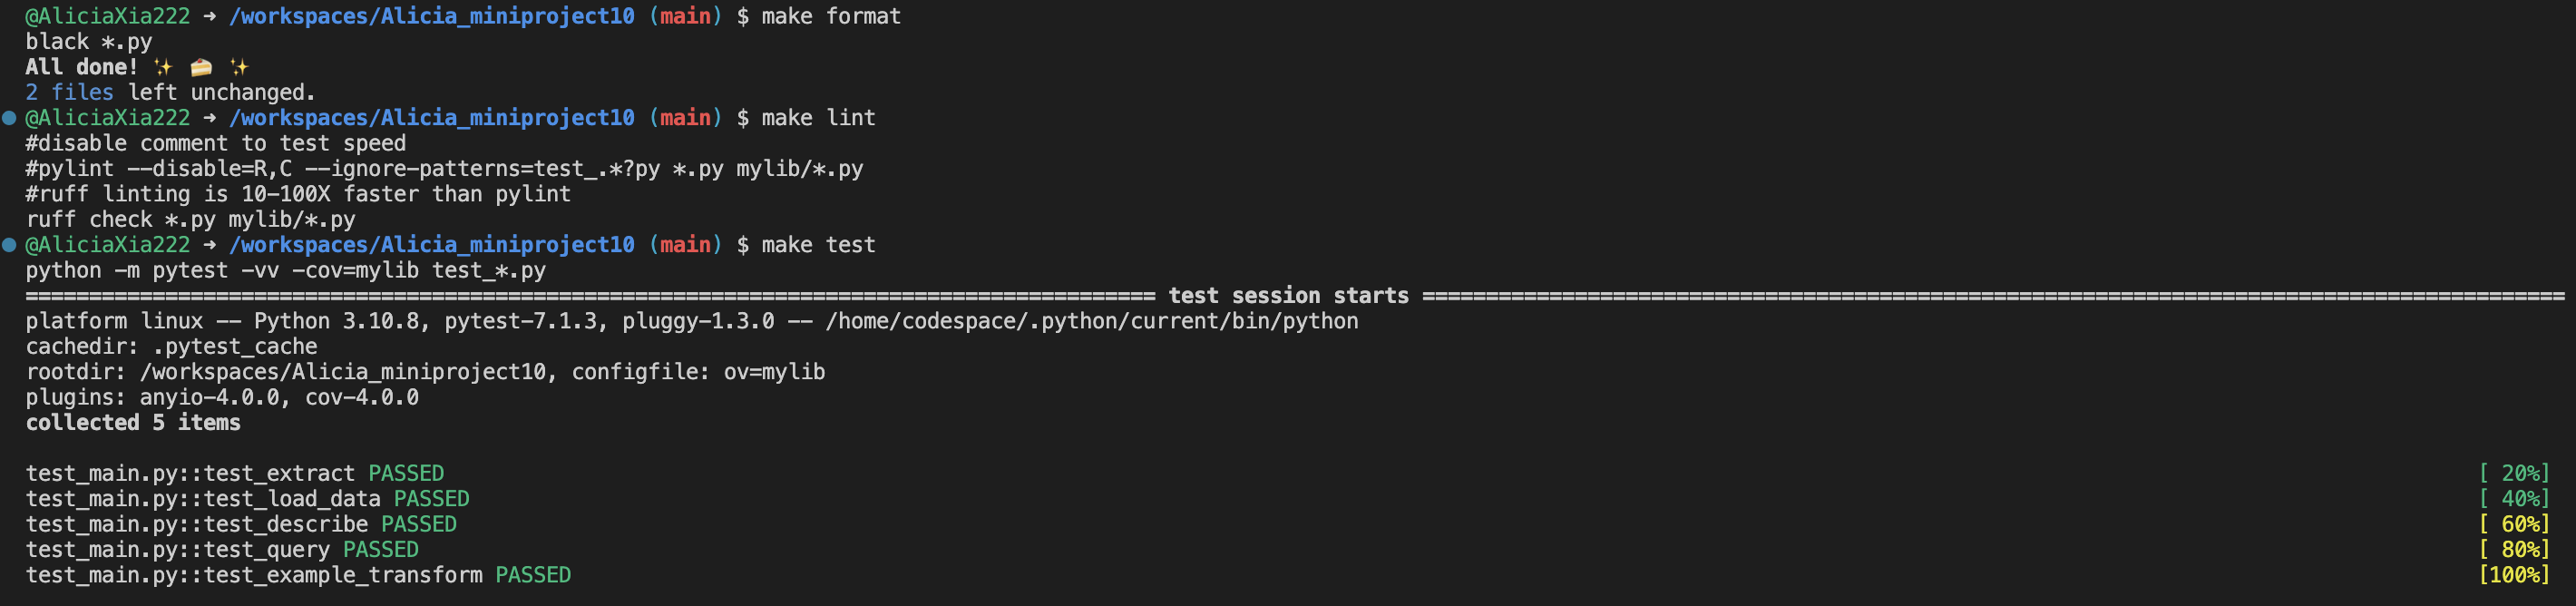 @AliciaXia222 → /workspaces/Alicia_miniproject10 (main) $ make format
black *.py
All done! ✨ 🍰 ✨
2 files left unchanged.
@AliciaXia222 → /workspaces/Alicia_miniproject10 (main) $ make lint
#disable comment to test speed
#pylint --disable=R,C --ignore-patterns=test_.*?py *.py mylib/*.py
#ruff linting is 10-100X faster than pylint
ruff check *.py mylib/*.py
@AliciaXia222 → /workspaces/Alicia_miniproject10 (main) $ make test
python -m pytest -vv -cov=mylib test_*.py
========================================================================================= test session starts ==========================================================================================
platform linux -- Python 3.10.8, pytest-7.1.3, pluggy-1.3.0 -- /home/codespace/.python/current/bin/python
cachedir: .pytest_cache
rootdir: /workspaces/Alicia_miniproject10, configfile: ov=mylib
plugins: anyio-4.0.0, cov-4.0.0
collected 5 items
test_main.py::test_extract PASSED [ 20%]
test_main.py::test_load_data PASSED [ 40%]
test_main.py::test_describe PASSED [ 60%]
test_main.py::test_query PASSED [ 80%]
test_main.py::test_example_transform PASSED [100%]